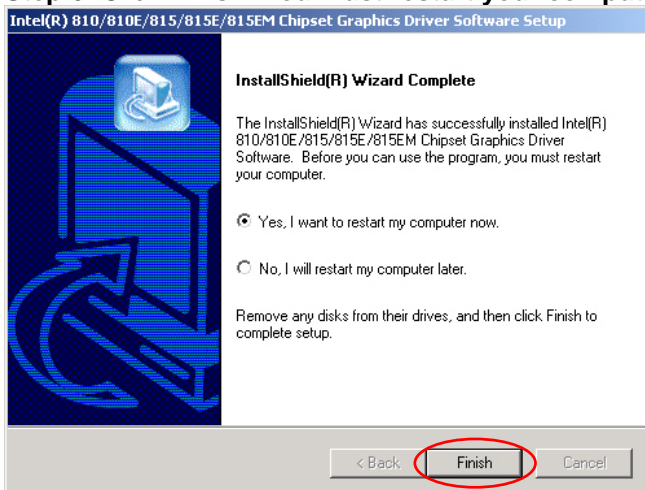 Intel(R) 810/810E/815/815E/815EM Chipset Graphics Driver Software Setup
InstallShield(R) Wizard Complete
The InstallShield(R) Wizard has successfully installed Intel(R)
810/810E/815/815E/815EM Chipset Graphics Driver
Software. Before you can use the program, you must restart
your computer.
Yes, I want to restart my computer now.
No, I will restart my computer later.
Remove any disks from their drives, and then click Finish to
complete setup.
< Back
Finish
Cancel